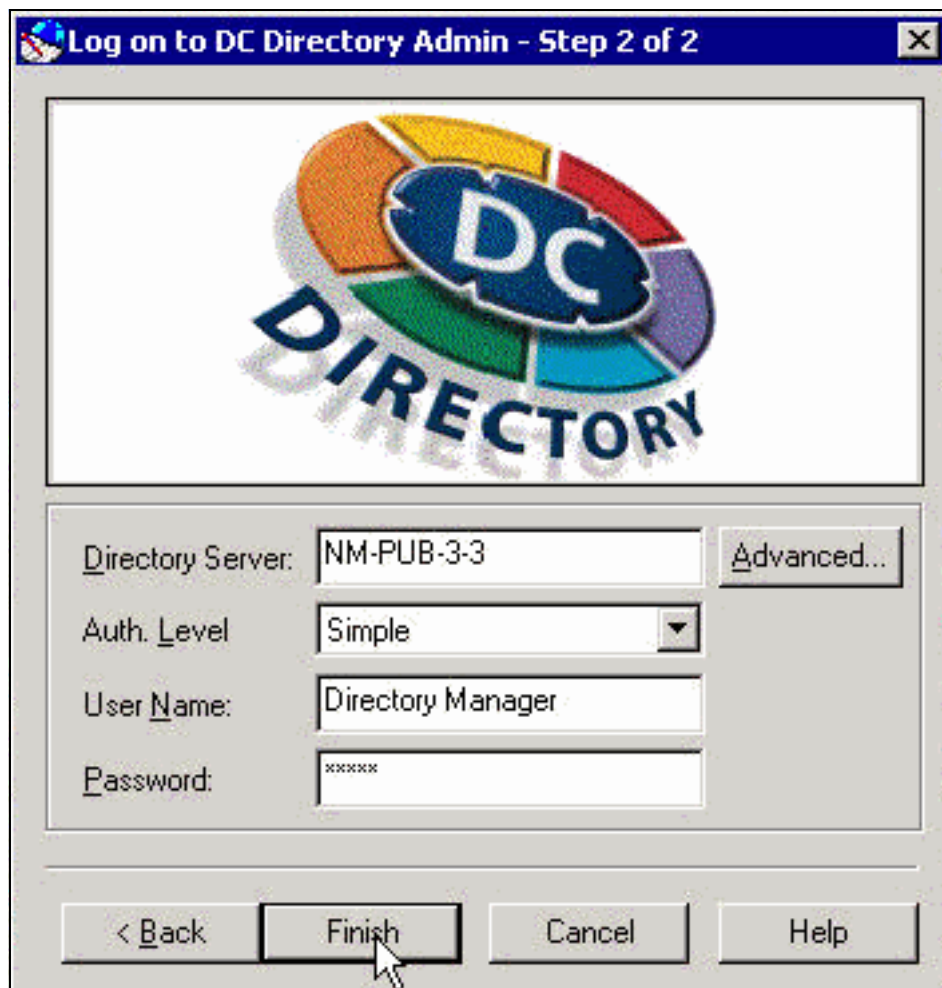 Log on to DC Directory Admin - Step 2 of 2
DC
DIRECTORY
Directory Server:
NM-PUB-3-3
Advanced...
Auth. Level
Simple
User Name:
Directory Manager
Password:
*****
< Back
Finish
Cancel
Help